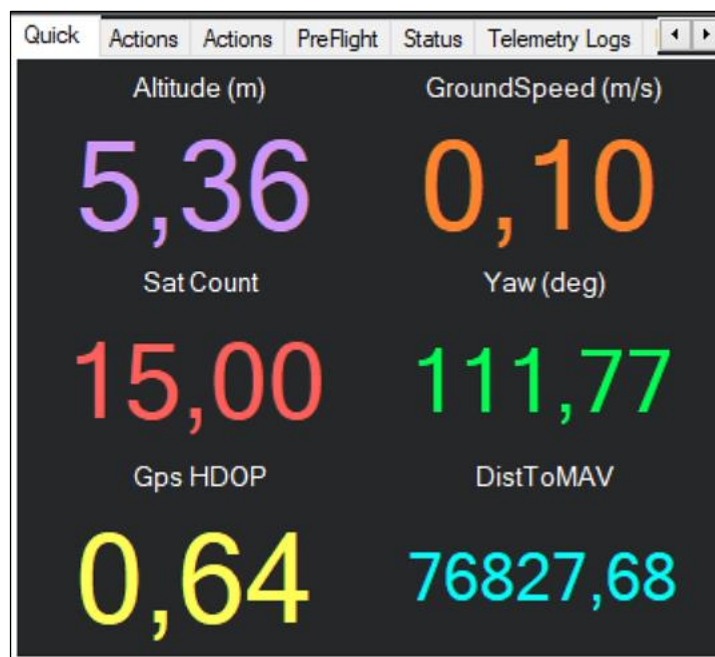 Quick Actions Actions PreFlight Status Telemetry Logs
Altitude (m) GroundSpeed (m/s)
5,36 0,10
Sat Count Yaw (deg)
15,00 111,77
Gps HDOP DistToMAV
0,64 76827,68